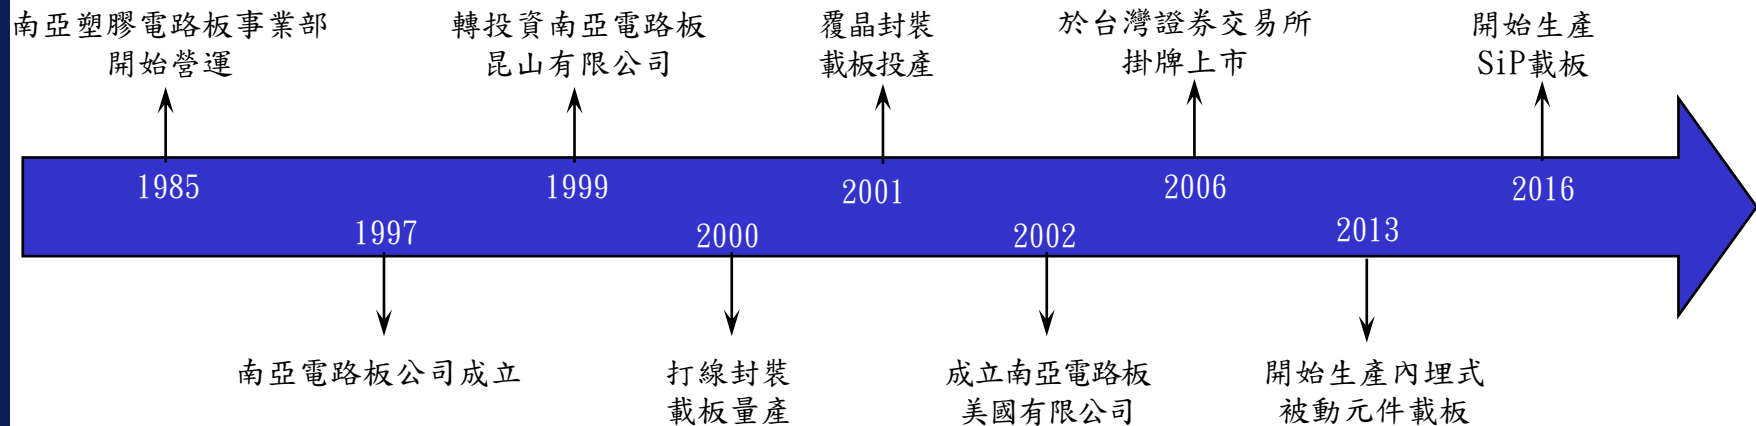 南亞塑膠電路板事業部
開始營運
轉投資南亞電路板
昆山有限公司
覆晶封裝
載板投產
於台灣證券交易所
掛牌上市
開始生產
SiP載板
1985
1997
1999
2000
2001
2002
2006
2013
2016
南亞電路板公司成立
打線封裝
載板量產
成立南亞電路板
美國有限公司
開始生產內埋式
被動元件載板